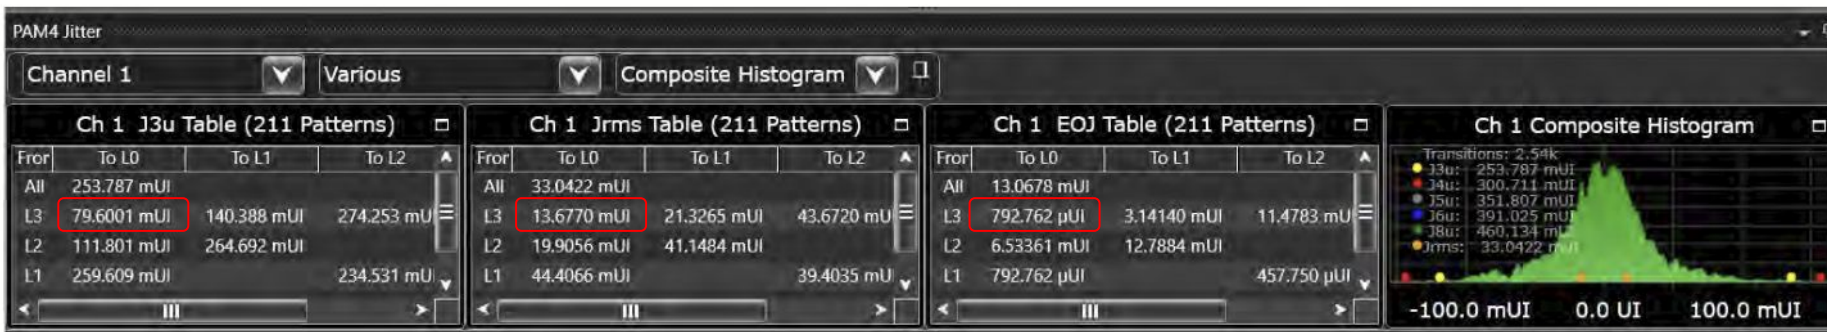 PAM4 Jitter
Channel 1 Various Composite Histogram
Ch 1 J3u Table (211 Patterns)
Fror To L0 To L1 To L2
All 253.787 mUI
L3 79.6001 mUI 140.388 mUI 274.253 mU
L2 111.801 mUI 264.692 mUI
L1 259.609 mUI 234.531 mU
Ch 1 Jrms Table (211 Patterns)
Fror To L0 To L1 To L2
All 33.0422 mUI
L3 13.6770 mUI 21.3265 mUI 43.6720 mU
L2 19.9056 mUI 41.1484 mUI
L1 44.4066 mUI 39.4035 mU
Ch 1 EOJ Table (211 Patterns)
Fror To L0 To L1 To L2
All 13.0678 mUI
L3 792.762 µUI 3.14140 mUI 11.4783 mU
L2 6.53361 mUI 12.7884 mUI
L1 792.762 µUI 457.750 µUI
Ch 1 Composite Histogram
Transitions: 2.54k
J3u: 253.787 mUI
J4u: 300.711 mUI
J5u: 351.807 mUI
J6u: 391.025 mUI
J8u: 460.134 mUI
Jrms: 33.0422 mUI
-100.0 mUI 0.0 UI 100.0 mUI